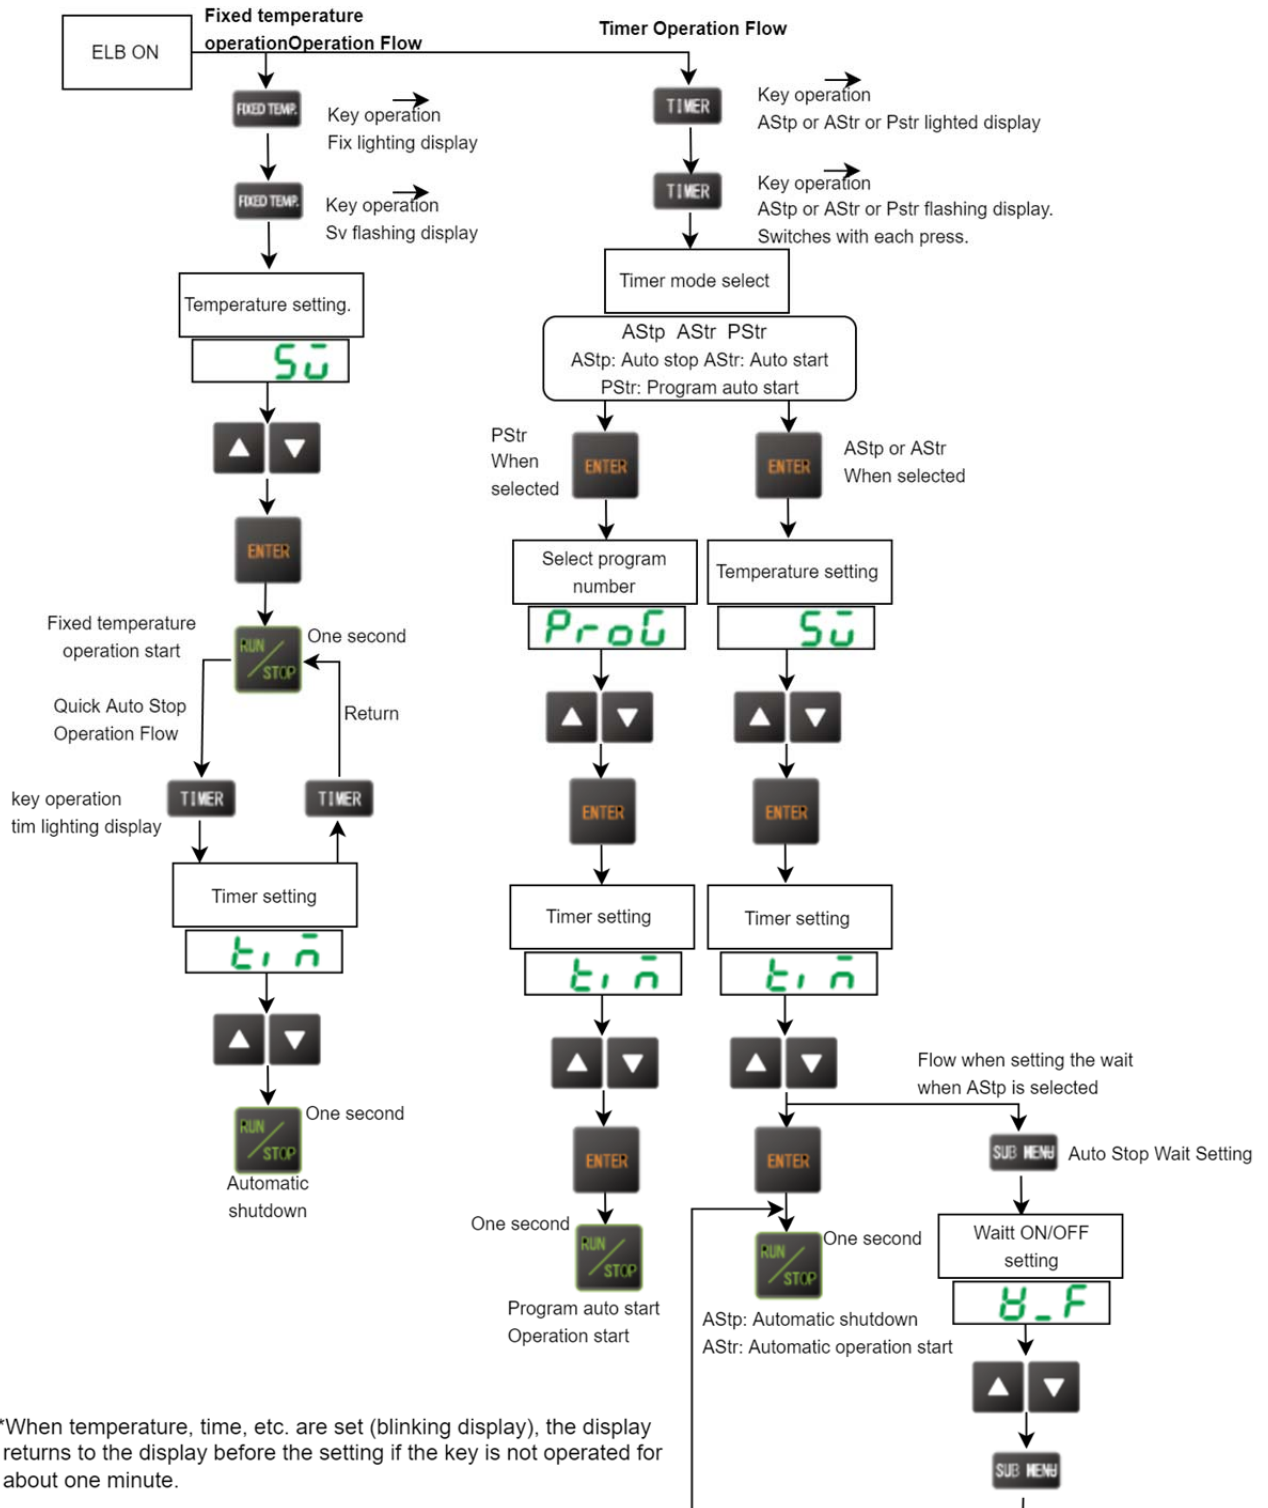 Fixed temperature
operationOperation Flow
Timer Operation Flow
ELB ON
FIXED TEMP.
Key operation
Fix lighting display
FIXED TEMP.
Key operation
Sv flashing display
Temperature setting.
Sv
ENTER
Fixed temperature
operation start
RUN
STOP
One second
Quick Auto Stop
Operation Flow
Return
key operation
tim lighting display
TIMER
TIMER
Timer setting
tim
RUN
STOP
One second
Automatic
shutdown
TIMER
Key operation
AStp or AStr or Pstr lighted display
TIMER
Key operation
AStp or AStr or Pstr flashing display.
Switches with each press.
Timer mode select
AStp AStr PStr
AStp: Auto stop AStr: Auto start
PStr: Program auto start
PStr
When
selected
ENTER
ENTER
AStp or AStr
When selected
Select program
number
ProG
ENTER
Timer setting
tim
ENTER
One second
RUN
STOP
Program auto start
Operation start
Temperature setting
Sv
ENTER
Timer setting
tim
ENTER
RUN
STOP
One second
AStp: Automatic shutdown
AStr: Automatic operation start
Flow when setting the wait
when AStp is selected
SUB MENU
Auto Stop Wait Setting
Waitt ON/OFF
setting
SUB MENU
*When temperature, time, etc. are set (blinking display), the display
returns to the display before the setting if the key is not operated for
about one minute.